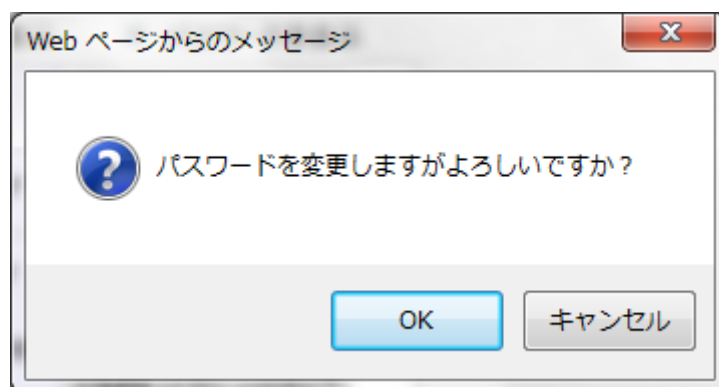 Web ページからのメッセージ
パスワードを変更しますがよろしいですか？
OK
キャンセル